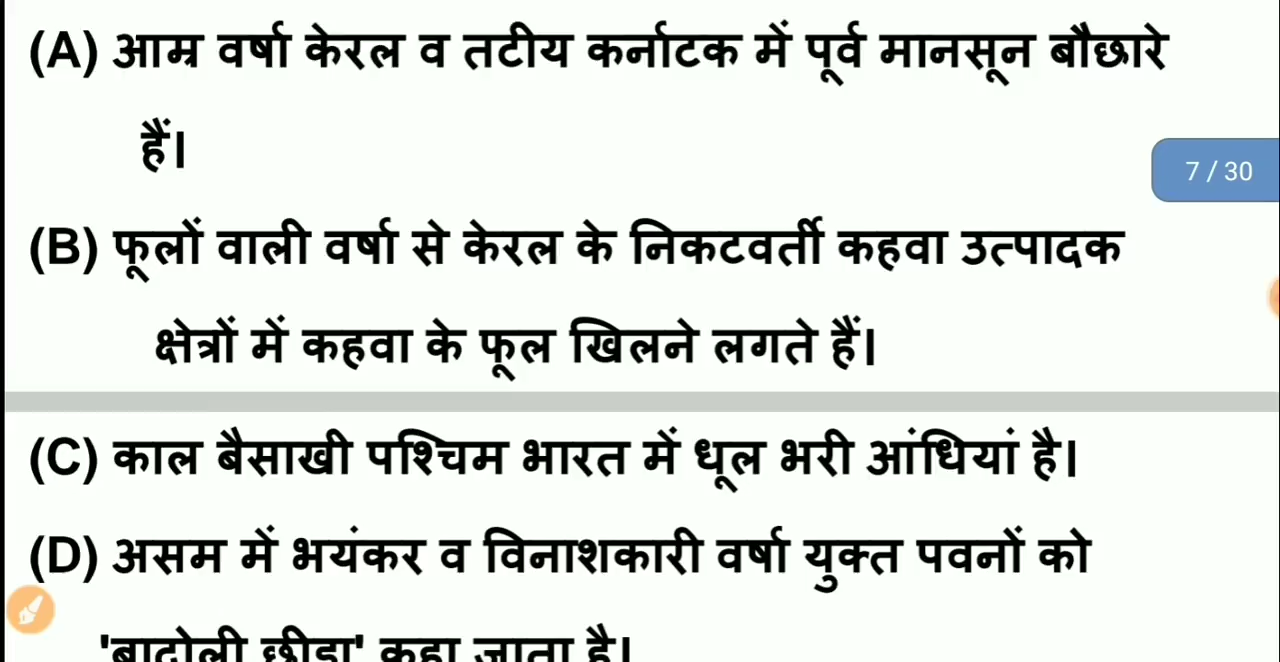 (A) आम्र वर्षा केरल व तटीय कर्नाटक में पूर्व मानसून बौछारे
हैं।
7 / 30
(B) फूलों वाली वर्षा से केरल के निकटवर्ती कहवा उत्पादक
क्षेत्रों में कहवा के फूल खिलने लगते हैं।
(C) काल बैसाखी पश्चिम भारत में धूल भरी आंधियां है।
(D) असम में भयंकर व विनाशकारी वर्षा युक्त पवनों को
'बादोली छीड़ा' कहा जाता है।